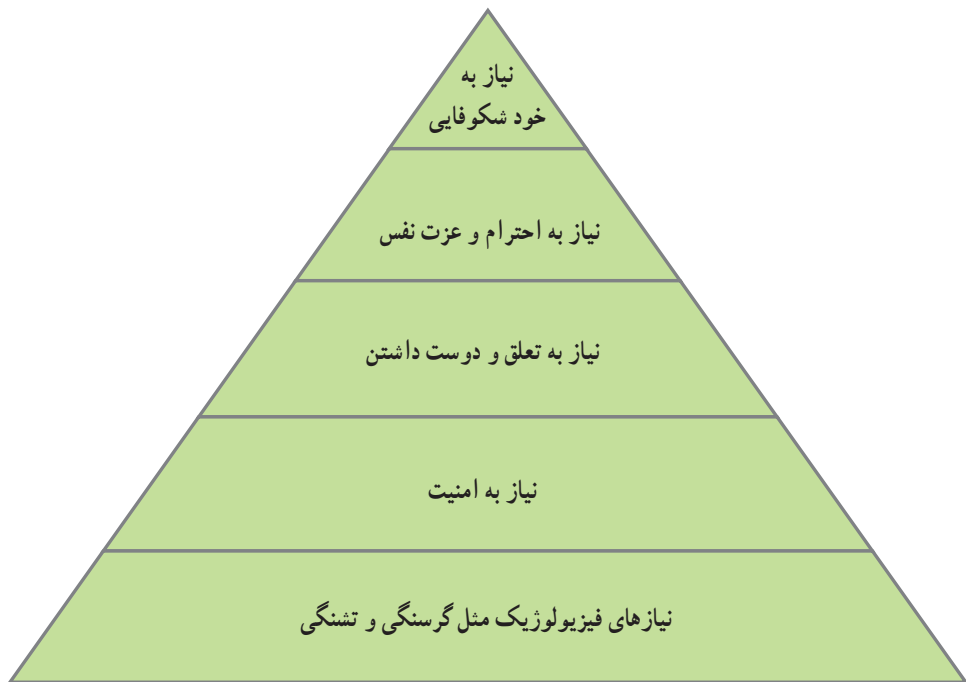 نیاز به
خود شکوفایی
نیاز به احترام و عزت نفس
نیاز به تعلق و دوست داشتن
نیاز به امنیت
نیازهای فیزیولوژیک مثل گرسنگی و تشنگی